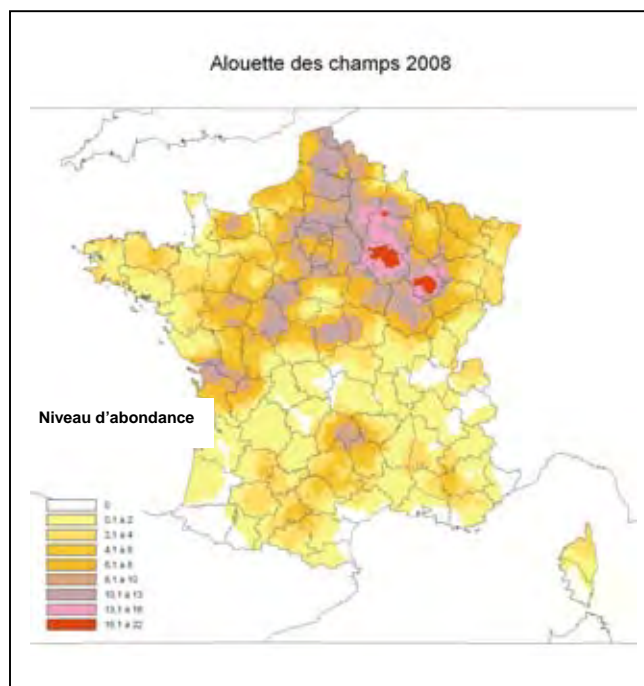 Alouette des champs 2008
Niveau d'abondance
0
0,1 à 2
2,1 à 4
4,1 à 6
6,1 à 8
8,1 à 10
10,1 à 13
13,1 à 16
16,1 à 22